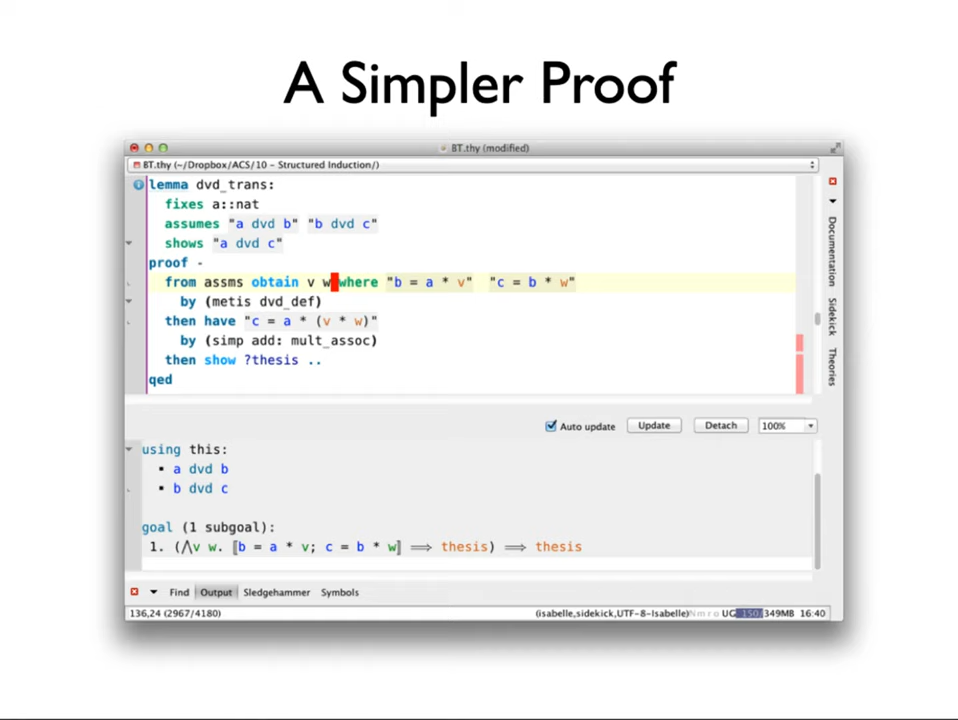 A Simpler Proof
BT.thy (modified)
BT.thy (~/Dropbox/ACS/10 - Structured Induction/)
lemma dvd_trans:
fixes a::nat
assumes "a dvd b" "b dvd c"
shows "a dvd c"
proof -
from assms obtain v w where "b = a * v" "c = b * w"
by (metis dvd_def)
then have "c = a * (v * w)"
by (simp add: mult_assoc)
then show ?thesis ..
qed
Documentation
Sidekick
Theories
Auto update Update Detach 100%
using this:
▪ a dvd b
▪ b dvd c
goal (1 subgoal):
1. (⋀v w. ⟦b = a * v; c = b * w⟧ ⟹ thesis) ⟹ thesis
Find Output Sledgehammer Symbols
136,24 (2967/4180) (isabelle,sidekick,UTF-8-Isabelle)Nmro UG 150/349MB 16:40